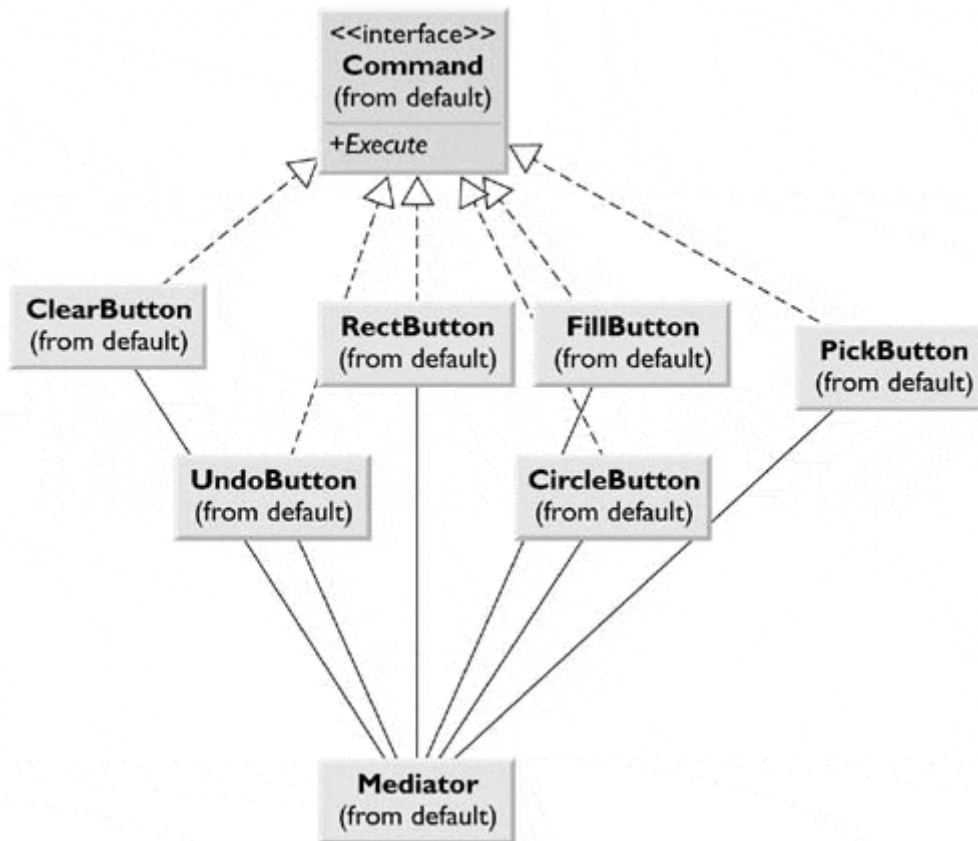 <<interface>>
Command
(from default)
+Execute
ClearButton
(from default)
RectButton
(from default)
FillButton
(from default)
PickButton
(from default)
UndoButton
(from default)
CircleButton
(from default)
Mediator
(from default)